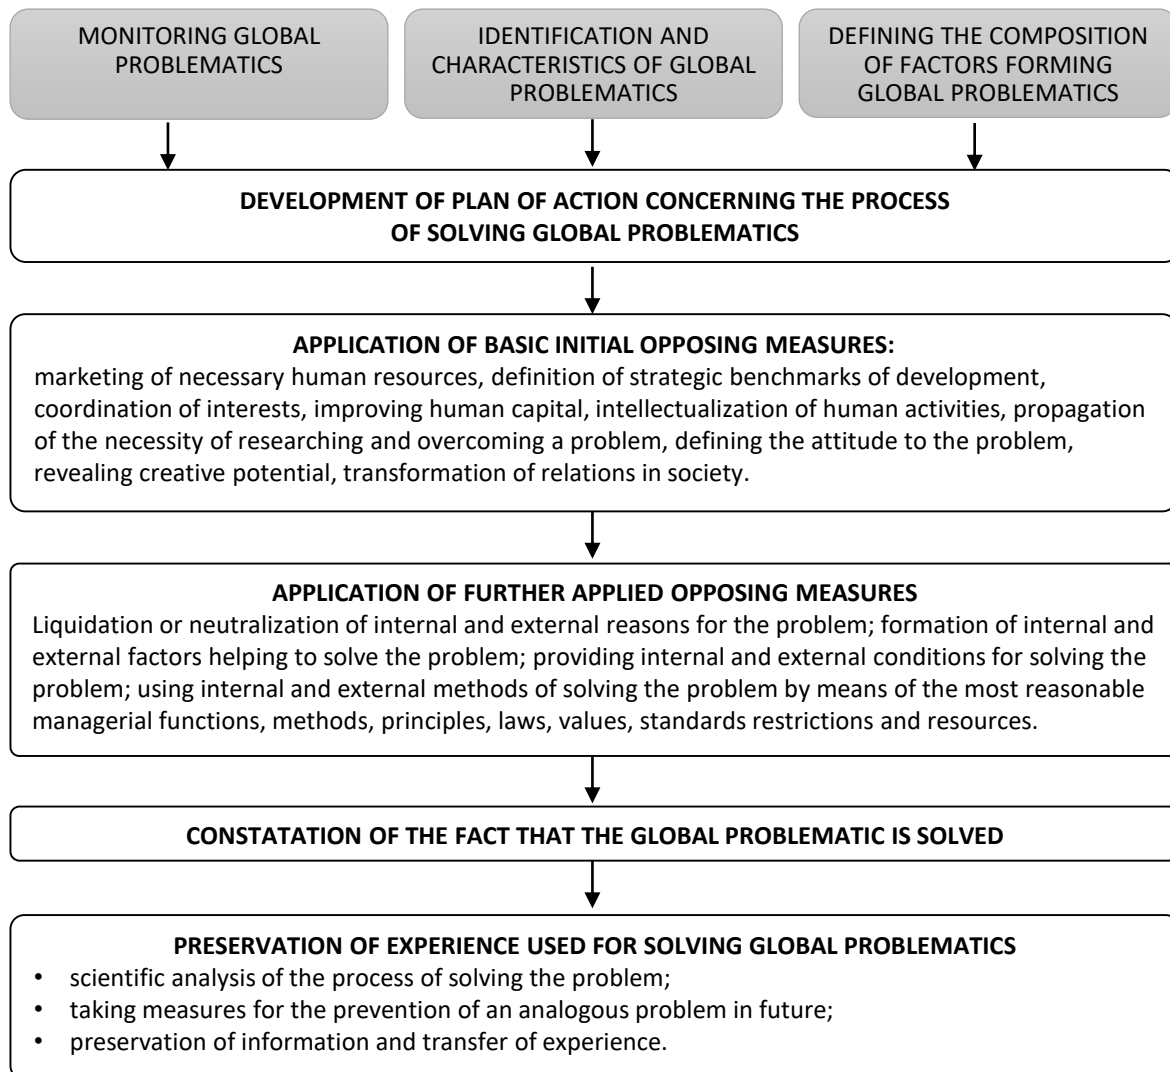 MONITORING GLOBAL
PROBLEMATICS
IDENTIFICATION AND
CHARACTERISTICS OF GLOBAL
PROBLEMATICS
DEFINING THE COMPOSITION
OF FACTORS FORMING
GLOBAL PROBLEMATICS
DEVELOPMENT OF PLAN OF ACTION CONCERNING THE PROCESS
OF SOLVING GLOBAL PROBLEMATICS
APPLICATION OF BASIC INITIAL OPPOSING MEASURES:
marketing of necessary human resources, definition of strategic benchmarks of development,
coordination of interests, improving human capital, intellectualization of human activities, propagation
of the necessity of researching and overcoming a problem, defining the attitude to the problem,
revealing creative potential, transformation of relations in society.
APPLICATION OF FURTHER APPLIED OPPOSING MEASURES
Liquidation or neutralization of internal and external reasons for the problem; formation of internal and
external factors helping to solve the problem; providing internal and external conditions for solving the
problem; using internal and external methods of solving the problem by means of the most reasonable
managerial functions, methods, principles, laws, values, standards restrictions and resources.
CONSTATATION OF THE FACT THAT THE GLOBAL PROBLEMATIC IS SOLVED
PRESERVATION OF EXPERIENCE USED FOR SOLVING GLOBAL PROBLEMATICS
• scientific analysis of the process of solving the problem;
• taking measures for the prevention of an analogous problem in future;
• preservation of information and transfer of experience.